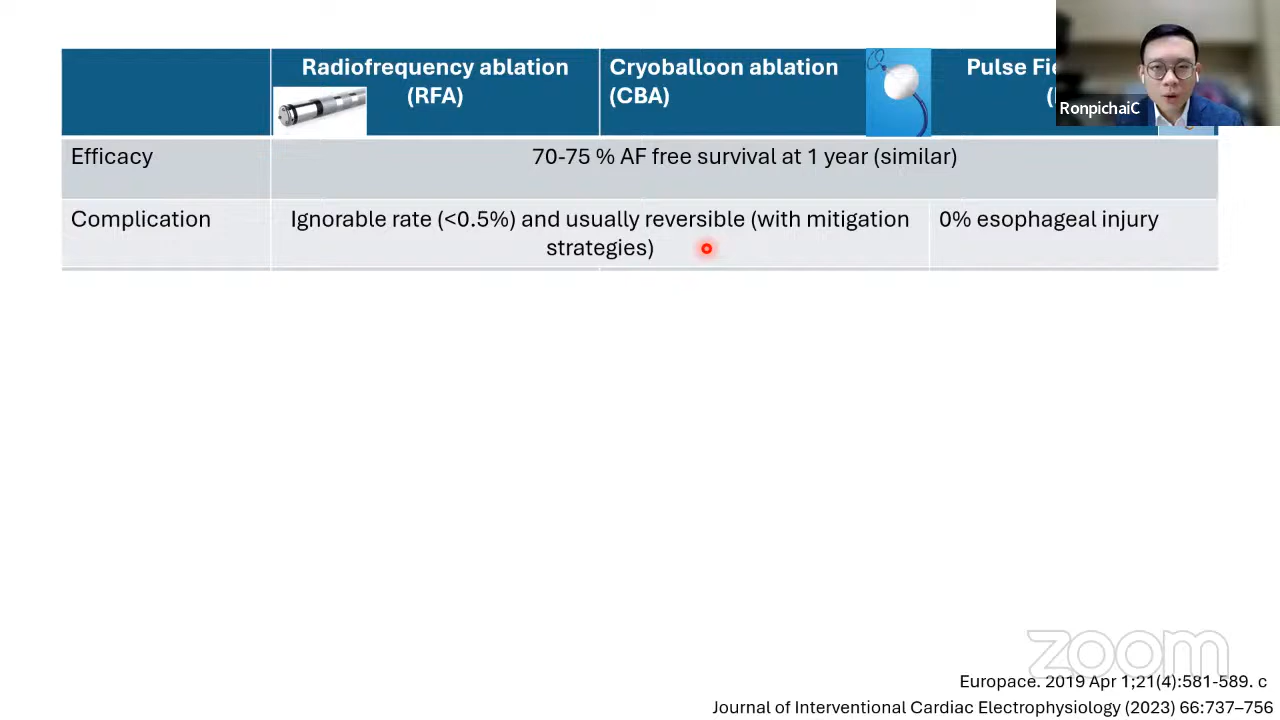 Radiofrequency ablation
(RFA)
Cryoballoon ablation
(CBA)
Pulse
RonpichaiC
Efficacy
70-75 % AF free survival at 1 year (similar)
Complication
Ignorable rate (<0.5%) and usually reversible (with mitigation
strategies)
0% esophageal injury
zoom
Europace. 2019 Apr 1;21(4):581-589. c
Journal of Interventional Cardiac Electrophysiology (2023) 66:737–756